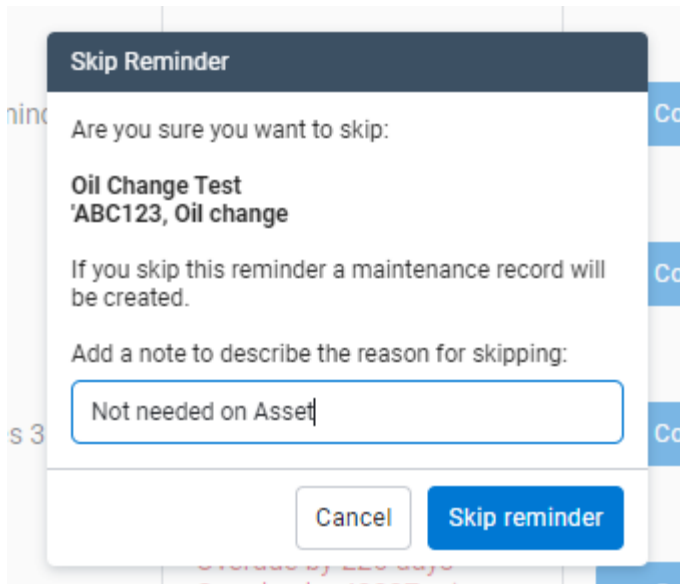 Skip Reminder
Are you sure you want to skip:
Oil Change Test
'ABC123, Oil change
If you skip this reminder a maintenance record will
be created.
Add a note to describe the reason for skipping:
Not needed on Asset
s 3
Cancel
Skip reminder